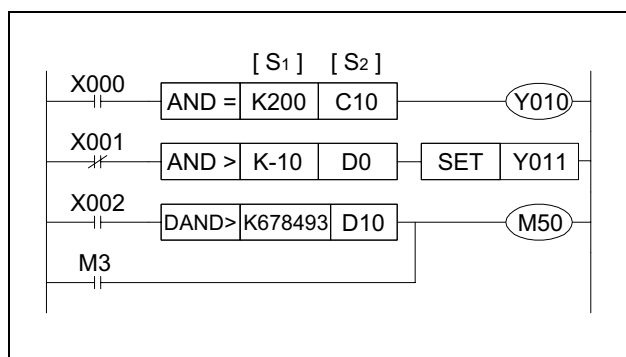 [ S1 ] [ S2 ]
X000
AND = K200 C10 Y010
X001
AND > K-10 D0 SET Y011
X002
DAND> K678493 D10 M50
M3